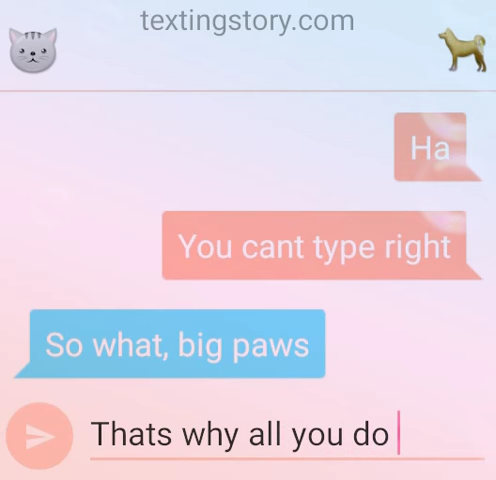 textingstory.com
Ha
You cant type right
So what, big paws
Thats why all you do